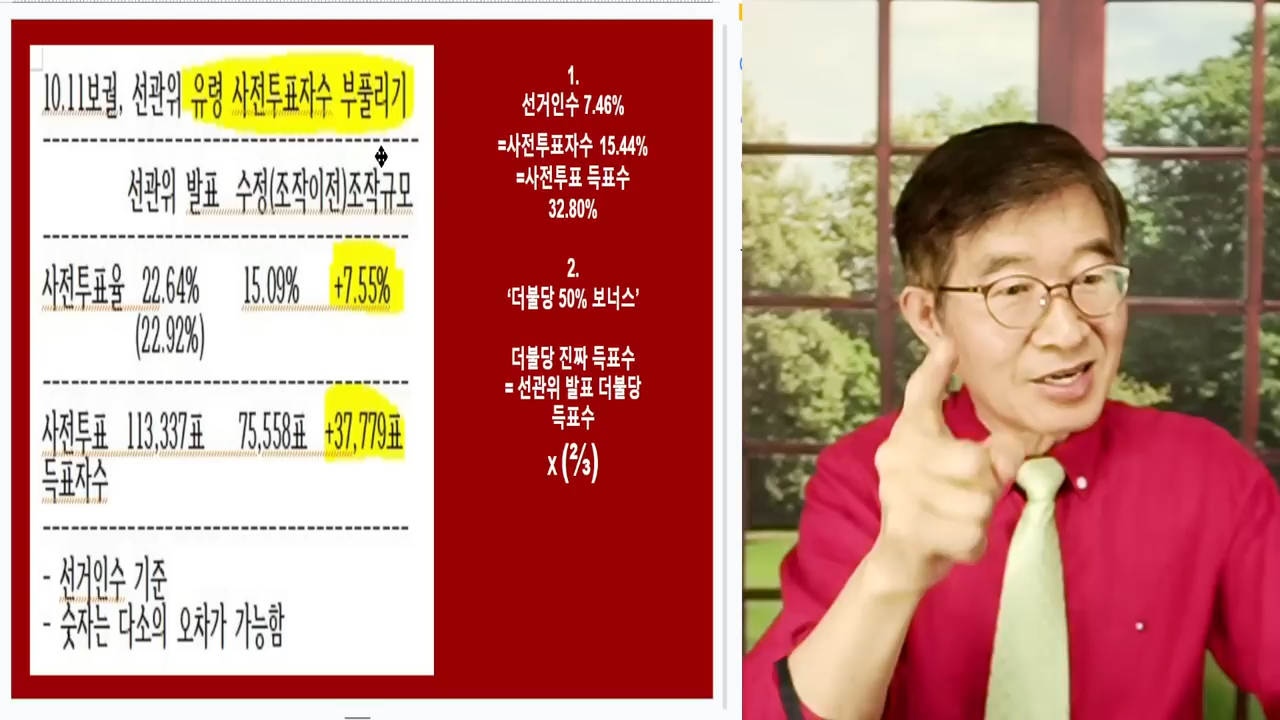 10.11보궐, 선관위 유령 사전투표자수 부풀리기
선관위 발표 수정(조작이전)조작규모
사전투표율 22.64% 15.09% +7.55%
(22.92%)
사전투표 113,337표 75,558표 +37,779표
득표자수
- 선거인수 기준
- 숫자는 다소의 오차가 가능함
1.
선거인수 7.46%
=사전투표자수 15.44%
=사전투표 득표수
32.80%
2.
‘더불당 50% 보너스’
더불당 진짜 득표수
= 선관위 발표 더불당
득표수
x (⅔)